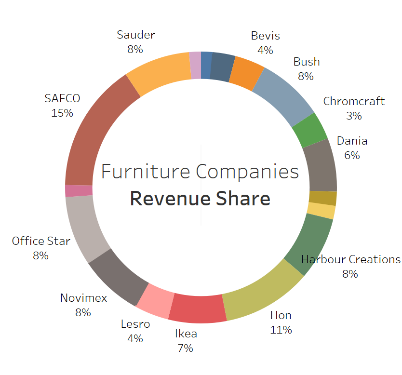 Sauder
8%
Bevis
4%
Bush
8%
SAFCO
15%
Chromcraft
3%
Dania
6%
Furniture Companies
Revenue Share
Office Star
8%
Harbour Creations
8%
Novimex
8%
Hon
11%
Lesro
4%
Ikea
7%